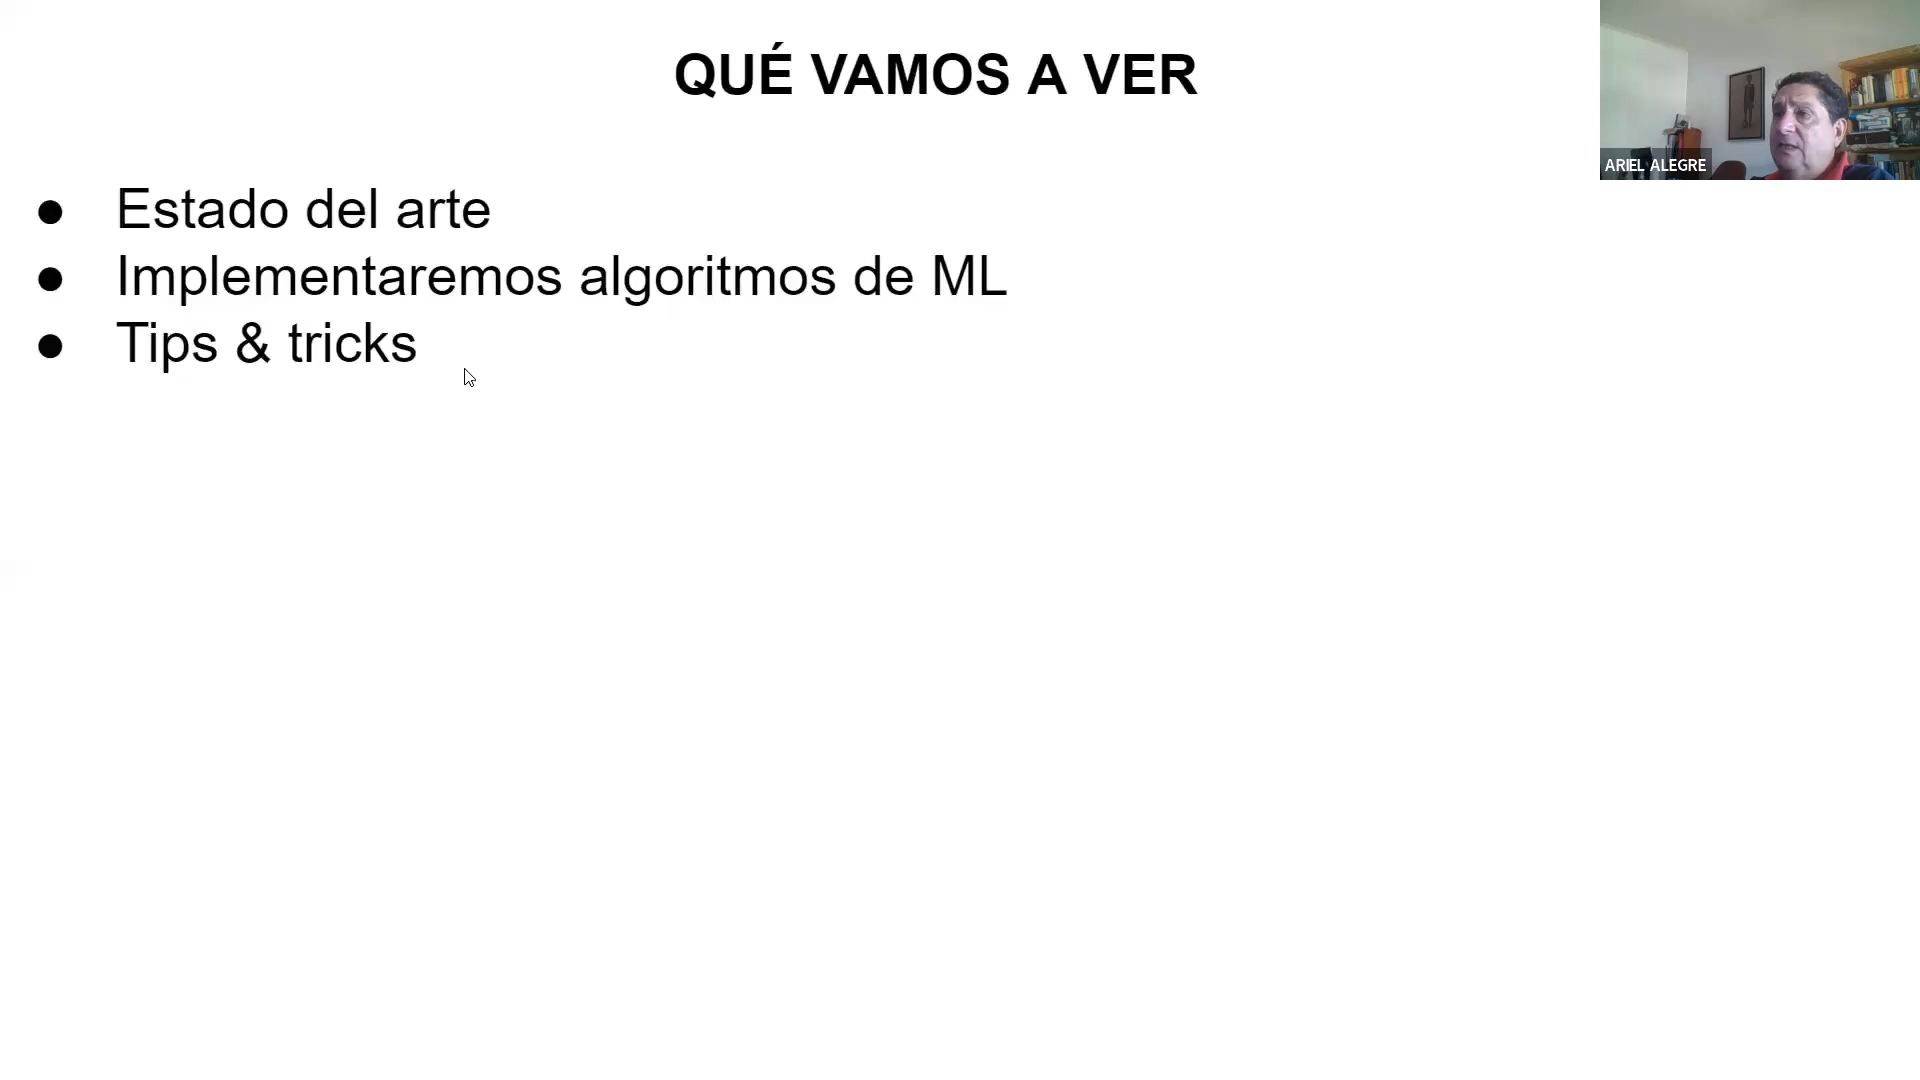 QUÉ VAMOS A VER
ARIEL ALEGRE
● Estado del arte
● Implementaremos algoritmos de ML
● Tips & tricks